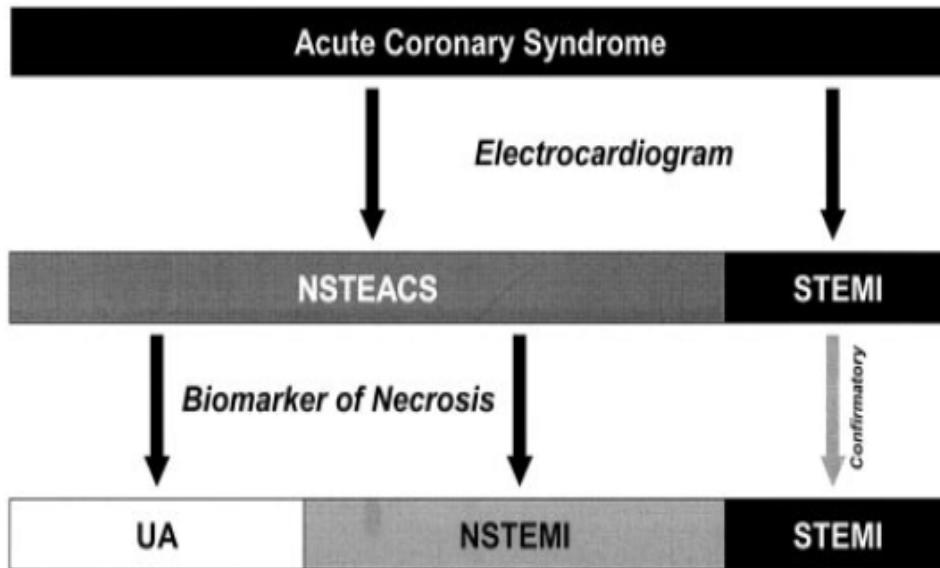 Acute Coronary Syndrome
Electrocardiogram
NSTEACS
STEMI
Biomarker of Necrosis
Confirmatory
UA
NSTEMI
STEMI